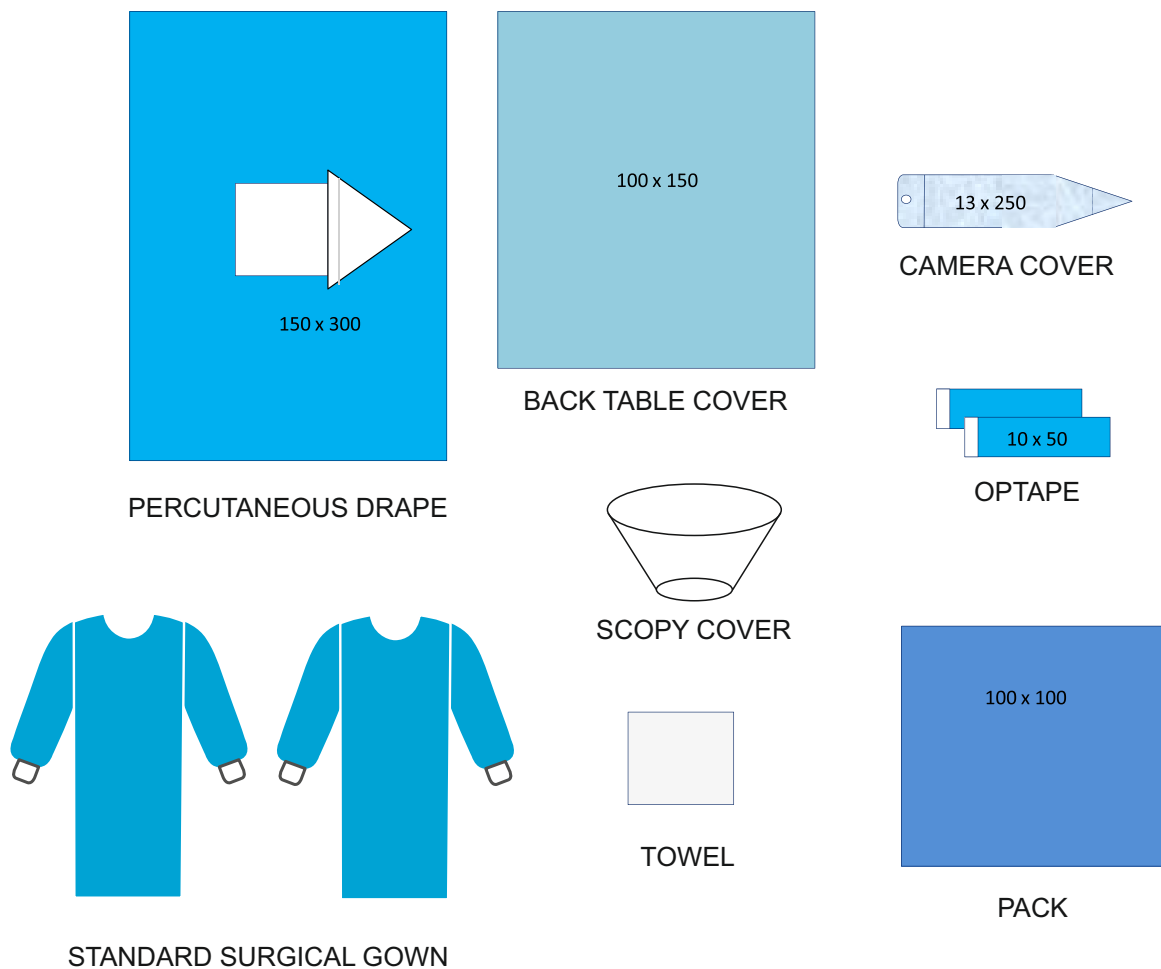 150 x 300
PERCUTANEOUS DRAPE
100 x 150
BACK TABLE COVER
13 x 250
CAMERA COVER
10 x 50
OPTAPE
SCOPY COVER
TOWEL
100 x 100
PACK
STANDARD SURGICAL GOWN